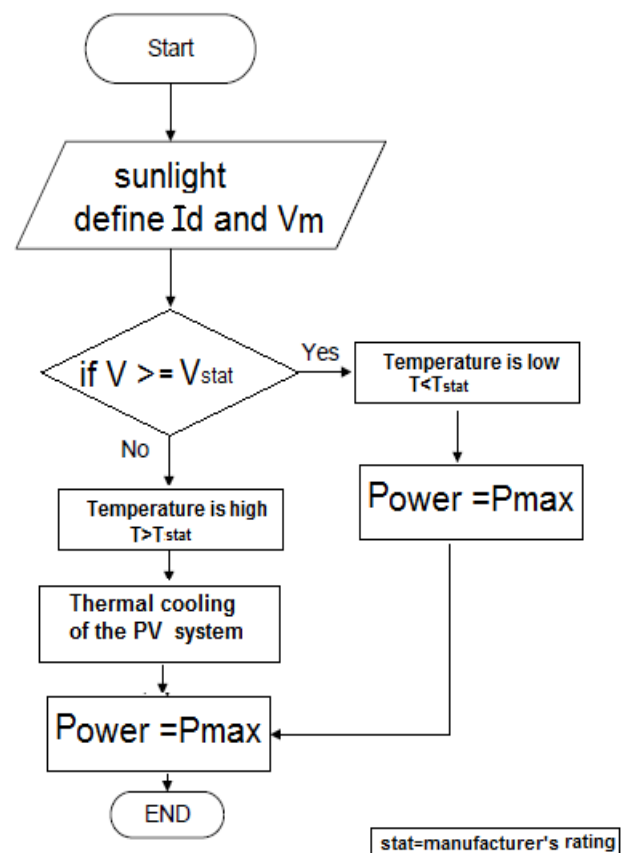 Start
sunlight
define Id and Vm
if V >= Vstat
Yes
Temperature is low
T<Tstat
Power =Pmax
No
Temperature is high
T>Tstat
Thermal cooling
of the PV system
Power =Pmax
END
stat=manufacturer's rating